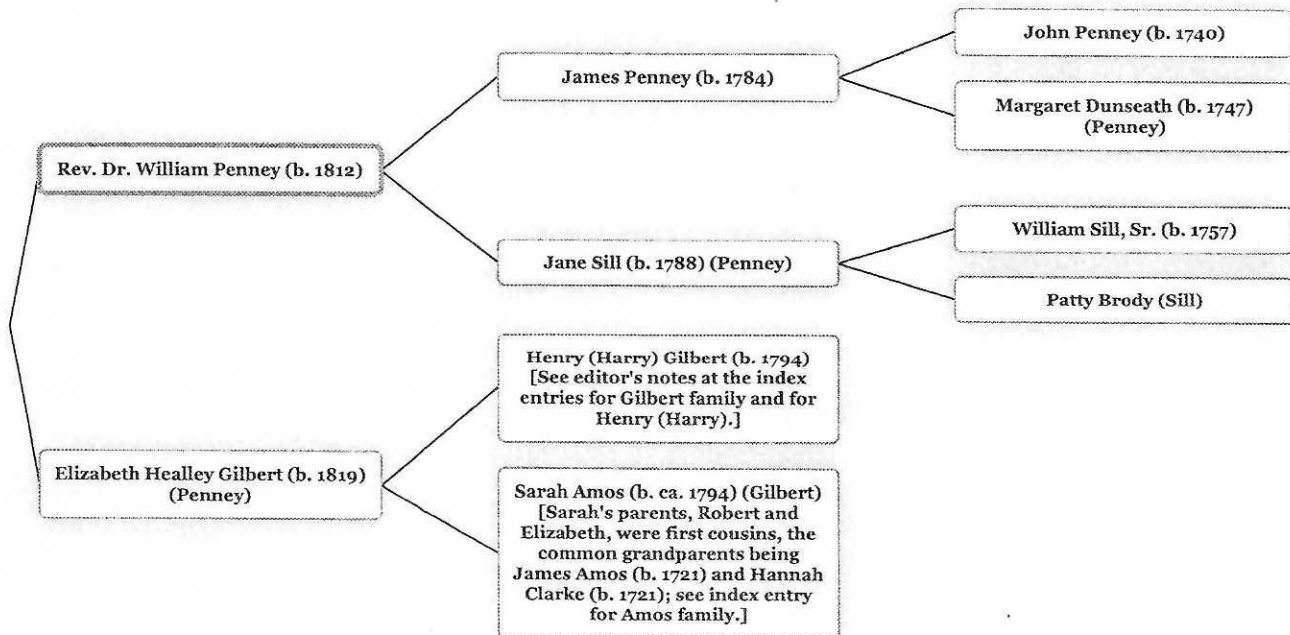 John Penney (b. 1740)
James Penney (b. 1784)
Margaret Dunseath (b. 1747)
(Penney)
Rev. Dr. William Penney (b. 1812)
William Sill, Sr. (b. 1757)
Jane Sill (b. 1788) (Penney)
Patty Brody (Sill)
Henry (Harry) Gilbert (b. 1794)
[See editor's notes at the index
entries for Gilbert family and for
Henry (Harry).]
Elizabeth Healley Gilbert (b. 1819)
(Penney)
Sarah Amos (b. ca. 1794) (Gilbert)
[Sarah's parents, Robert and
Elizabeth, were first cousins, the
common grandparents being
James Amos (b. 1721) and Hannah
Clarke (b. 1721); see index entry
for Amos family.]